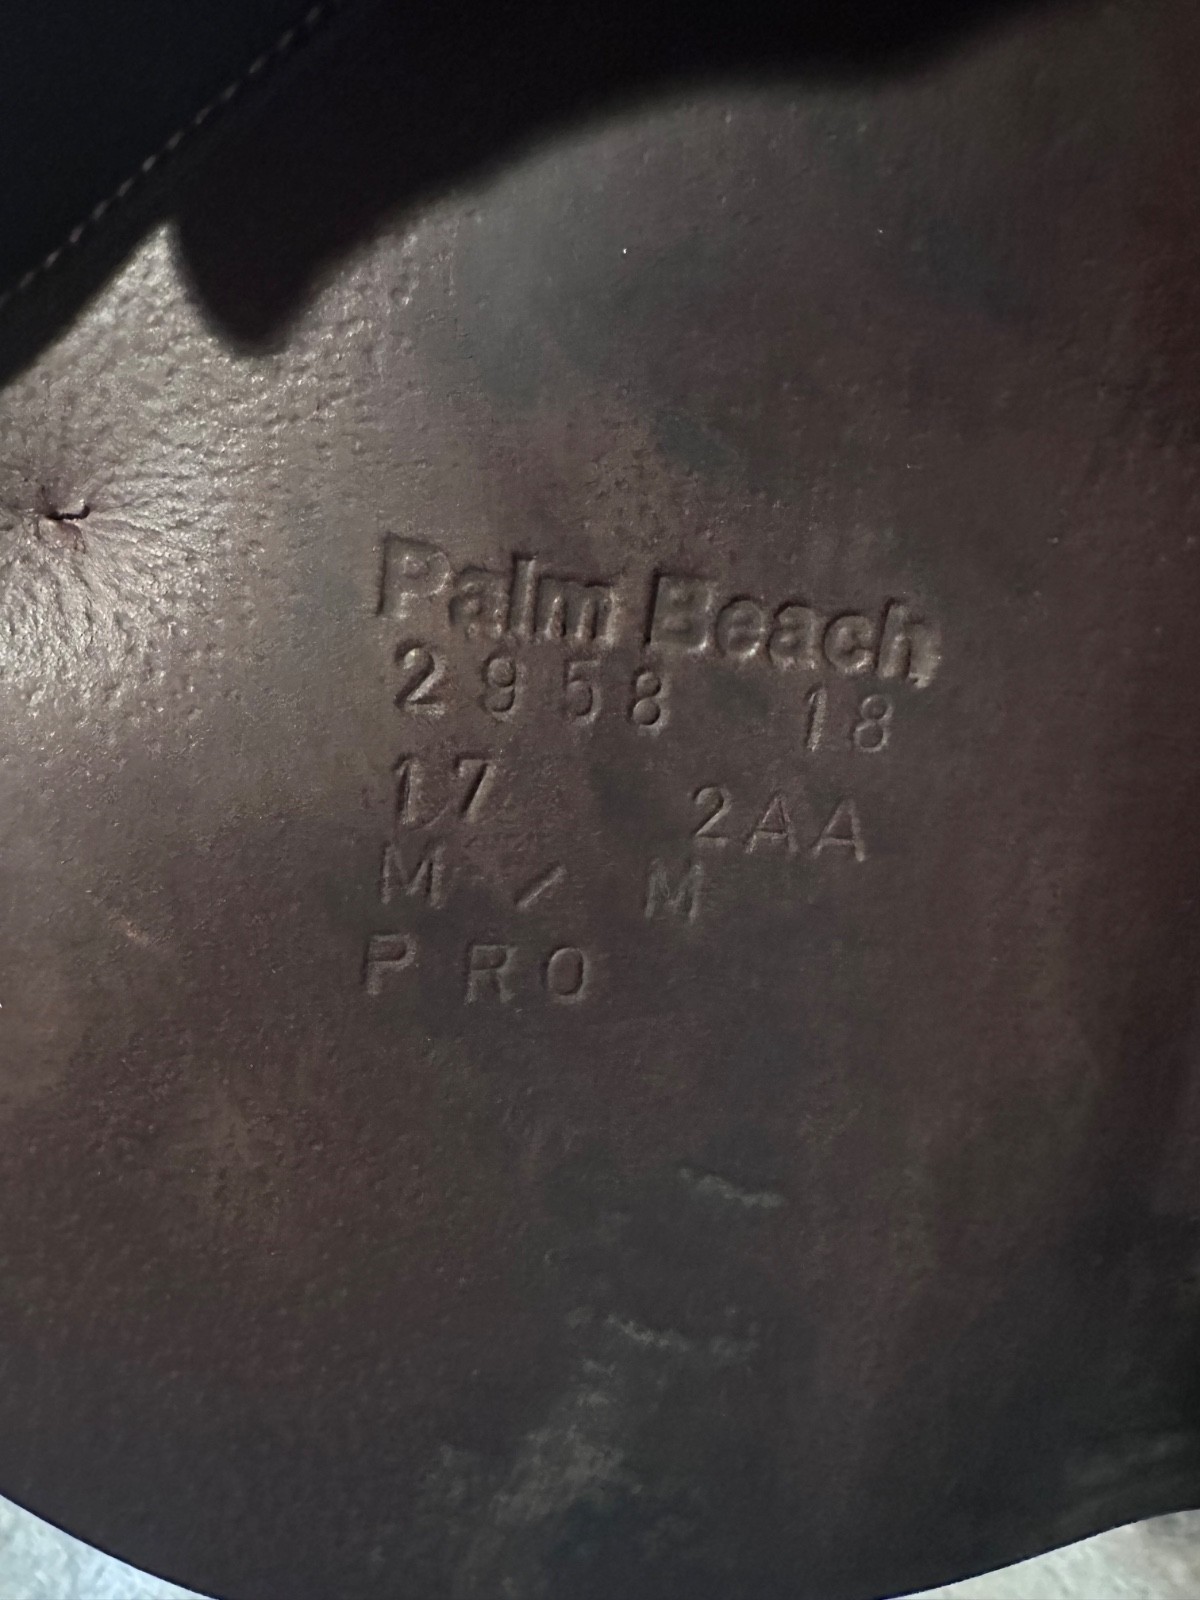 Palm Beach
2958 18
17 2AA
M / M
PRO